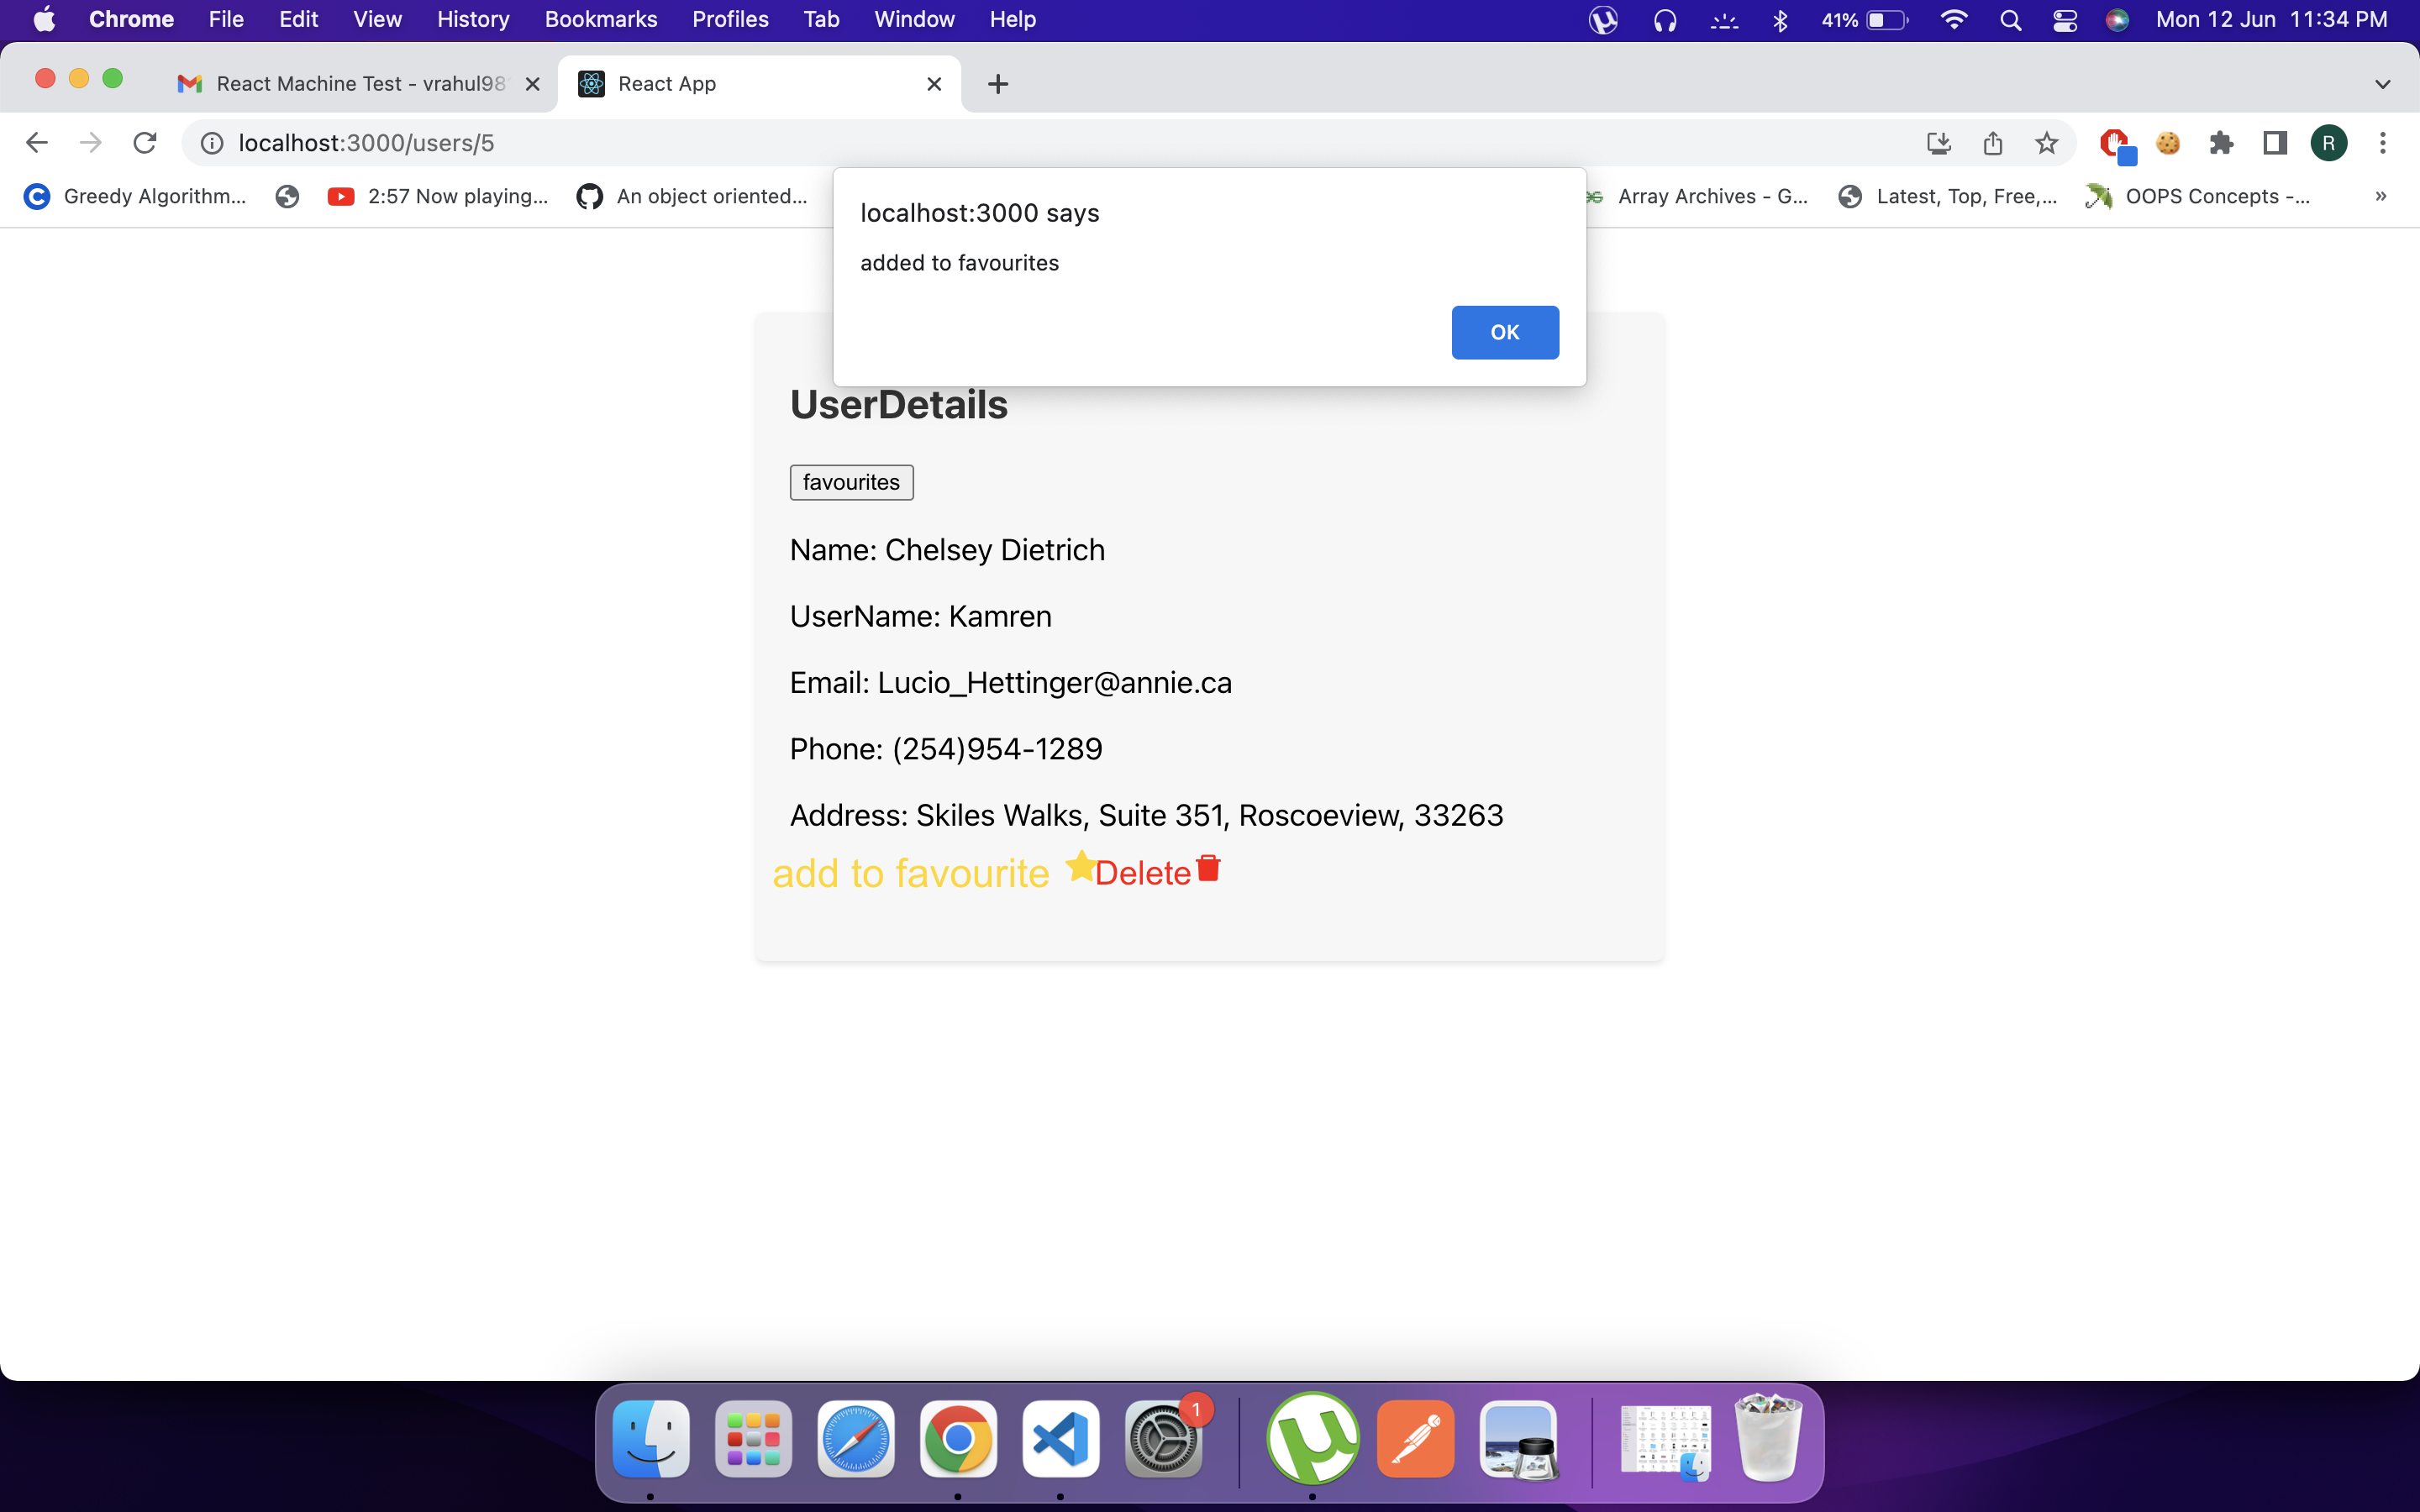 Chrome File Edit View History Bookmarks Profiles Tab Window Help 41% Mon 12 Jun 11:34 PM
React Machine Test - vrahul98 React App
localhost:3000/users/5 R
Greedy Algorithm... 2:57 Now playing... An object oriented... Array Archives - G... Latest, Top, Free,... OOPS Concepts -... »
localhost:3000 says
added to favourites
OK
UserDetails
favourites
Name: Chelsey Dietrich
UserName: Kamren
Email: Lucio_Hettinger@annie.ca
Phone: (254)954-1289
Address: Skiles Walks, Suite 351, Roscoeview, 33263
add to favourite Delete
1